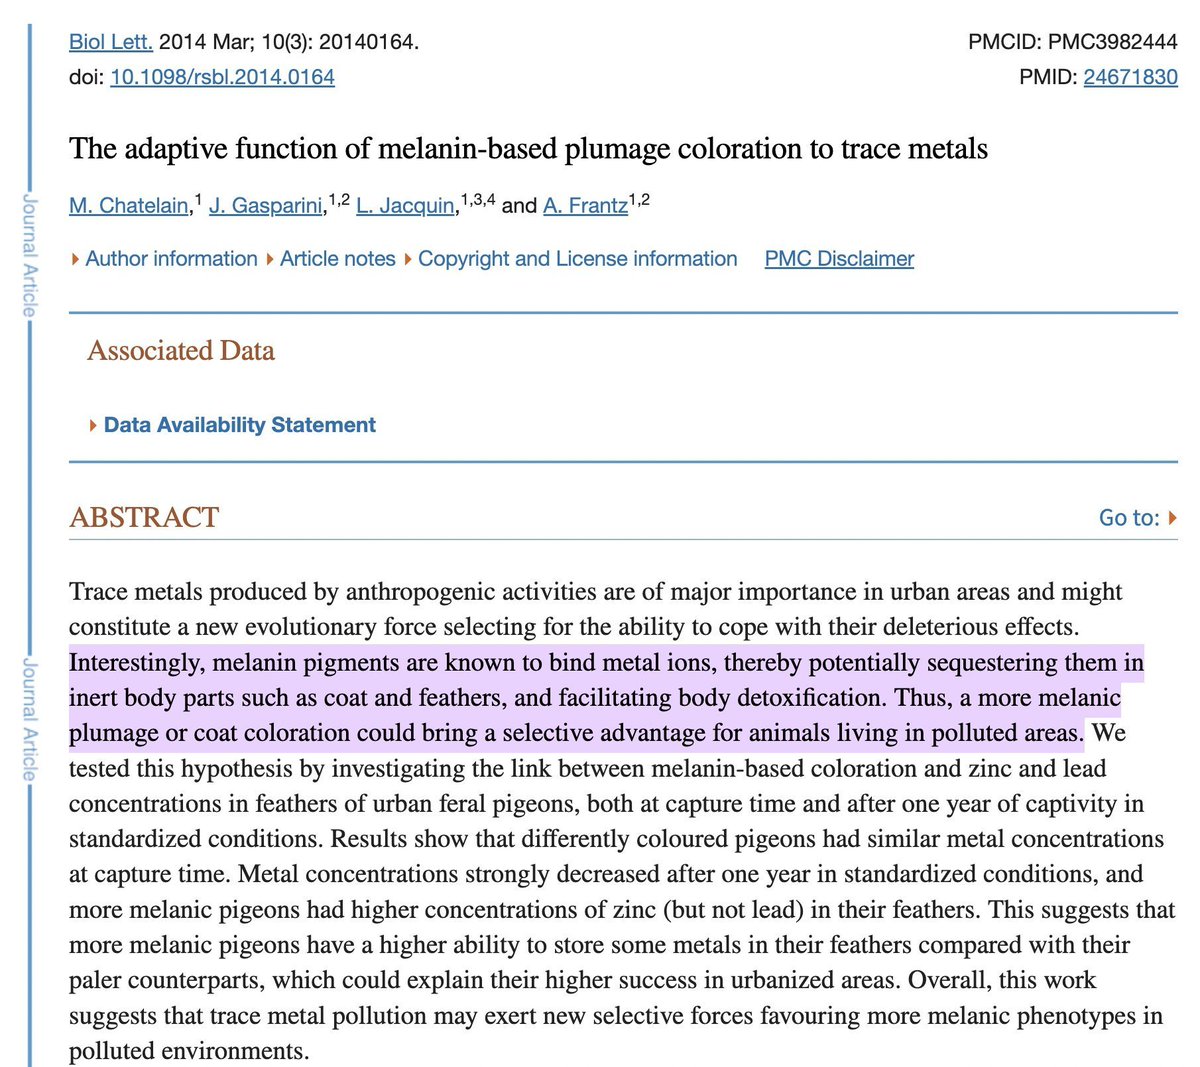 Biol Lett. 2014 Mar; 10(3): 20140164.
PMCID: PMC3982444
doi: 10.1098/rsbl.2014.0164
PMID: 24671830
The adaptive function of melanin-based plumage coloration to trace metals
M. Chatelain,1 J. Gasparini,1,2 L. Jacquin,1,3,4 and A. Frantz1,2
Author information Article notes Copyright and License information PMC Disclaimer
Journal Article
Associated Data
Data Availability Statement
ABSTRACT
Go to:
Trace metals produced by anthropogenic activities are of major importance in urban areas and might
constitute a new evolutionary force selecting for the ability to cope with their deleterious effects.
Interestingly, melanin pigments are known to bind metal ions, thereby potentially sequestering them in
inert body parts such as coat and feathers, and facilitating body detoxification. Thus, a more melanic
plumage or coat coloration could bring a selective advantage for animals living in polluted areas. We
tested this hypothesis by investigating the link between melanin-based coloration and zinc and lead
concentrations in feathers of urban feral pigeons, both at capture time and after one year of captivity in
standardized conditions. Results show that differently coloured pigeons had similar metal concentrations
at capture time. Metal concentrations strongly decreased after one year in standardized conditions, and
more melanic pigeons had higher concentrations of zinc (but not lead) in their feathers. This suggests that
more melanic pigeons have a higher ability to store some metals in their feathers compared with their
paler counterparts, which could explain their higher success in urbanized areas. Overall, this work
suggests that trace metal pollution may exert new selective forces favouring more melanic phenotypes in
polluted environments.
Journal Article